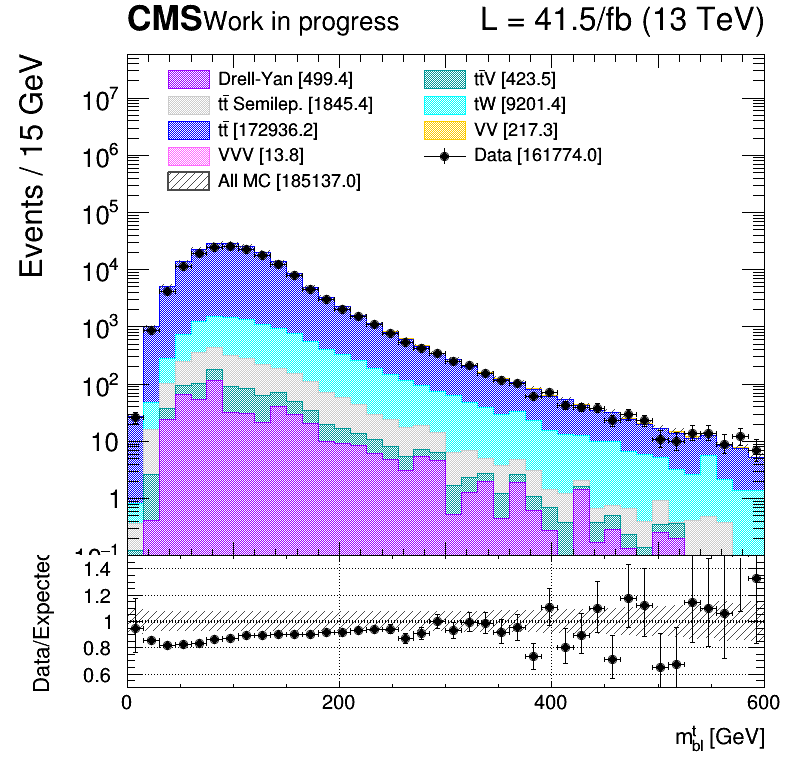 CMS Work in progress L = 41.5/fb (13 TeV)
Events / 15 GeV
Drell-Yan [499.4]
tt̄V [423.5]
tt̄ Semilep. [1845.4]
tW [9201.4]
tt̄ [172936.2]
VV [217.3]
VVV [13.8]
Data [161774.0]
All MC [185137.0]
10⁷
10⁶
10⁵
10⁴
10³
10²
10
1
10⁻¹
Data/Expected
1.4
1.2
1
0.8
0.6
0 200 400 600
m^t_bl [GeV]